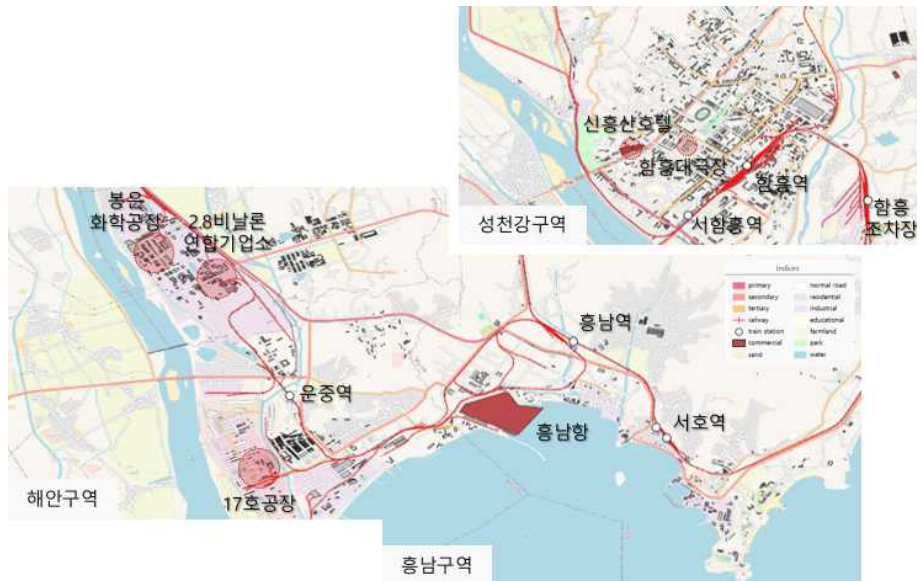 신흥산호텔
함흥대극장
함흥역
서함흥역
함흥
조차장
성천강구역
봉윤
화학공장
2.8비날론
연합기업소
운중역
17호공장
해안구역
흥남역
흥남항
서호역
흥남구역
Indices
primary
secondary
tertiary
railway
train station
commercial
sand
normal road
residential
industrial
educational
farmland
park
water